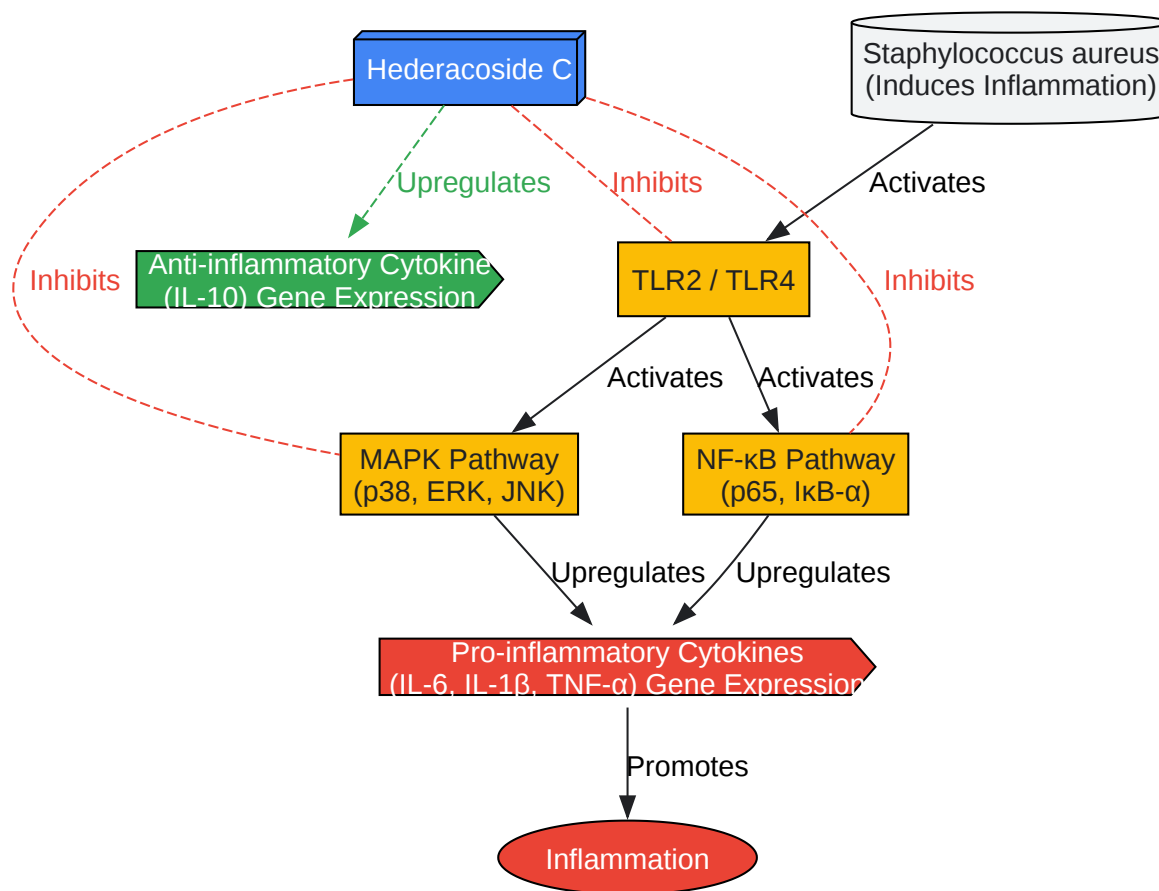 Hederacoside C
Staphylococcus aureus
(Induces Inflammation)
Upregulates
Inhibits
Activates
Inhibits
Anti-inflammatory Cytokine
(IL-10) Gene Expression
TLR2 / TLR4
Inhibits
Activates
Activates
MAPK Pathway
(p38, ERK, JNK)
NF-κB Pathway
(p65, IκB-α)
Upregulates
Upregulates
Pro-inflammatory Cytokines
(IL-6, IL-1β, TNF-α) Gene Expression
Promotes
Inflammation